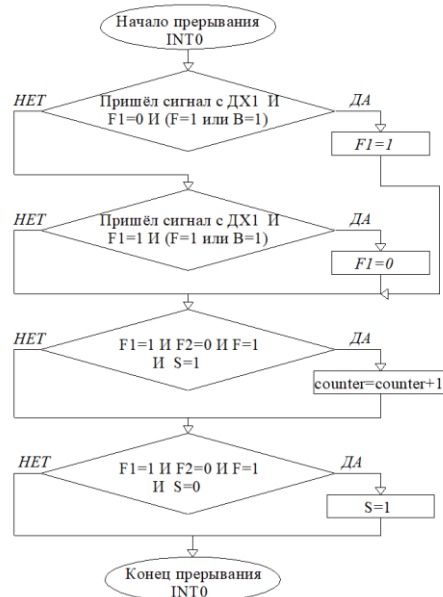 Начало прерывания
INT0
НЕТ
Пришёл сигнал с ДХ1 И
F1=0 И (F=1 или B=1)
ДА
F1=1
НЕТ
Пришёл сигнал с ДХ1 И
F1=1 И (F=1 или B=1)
ДА
F1=0
НЕТ
F1=1 И F2=0 И F=1
И S=1
ДА
counter=counter+1
НЕТ
F1=1 И F2=0 И F=1
И S=0
ДА
S=1
Конец прерывания
INT0